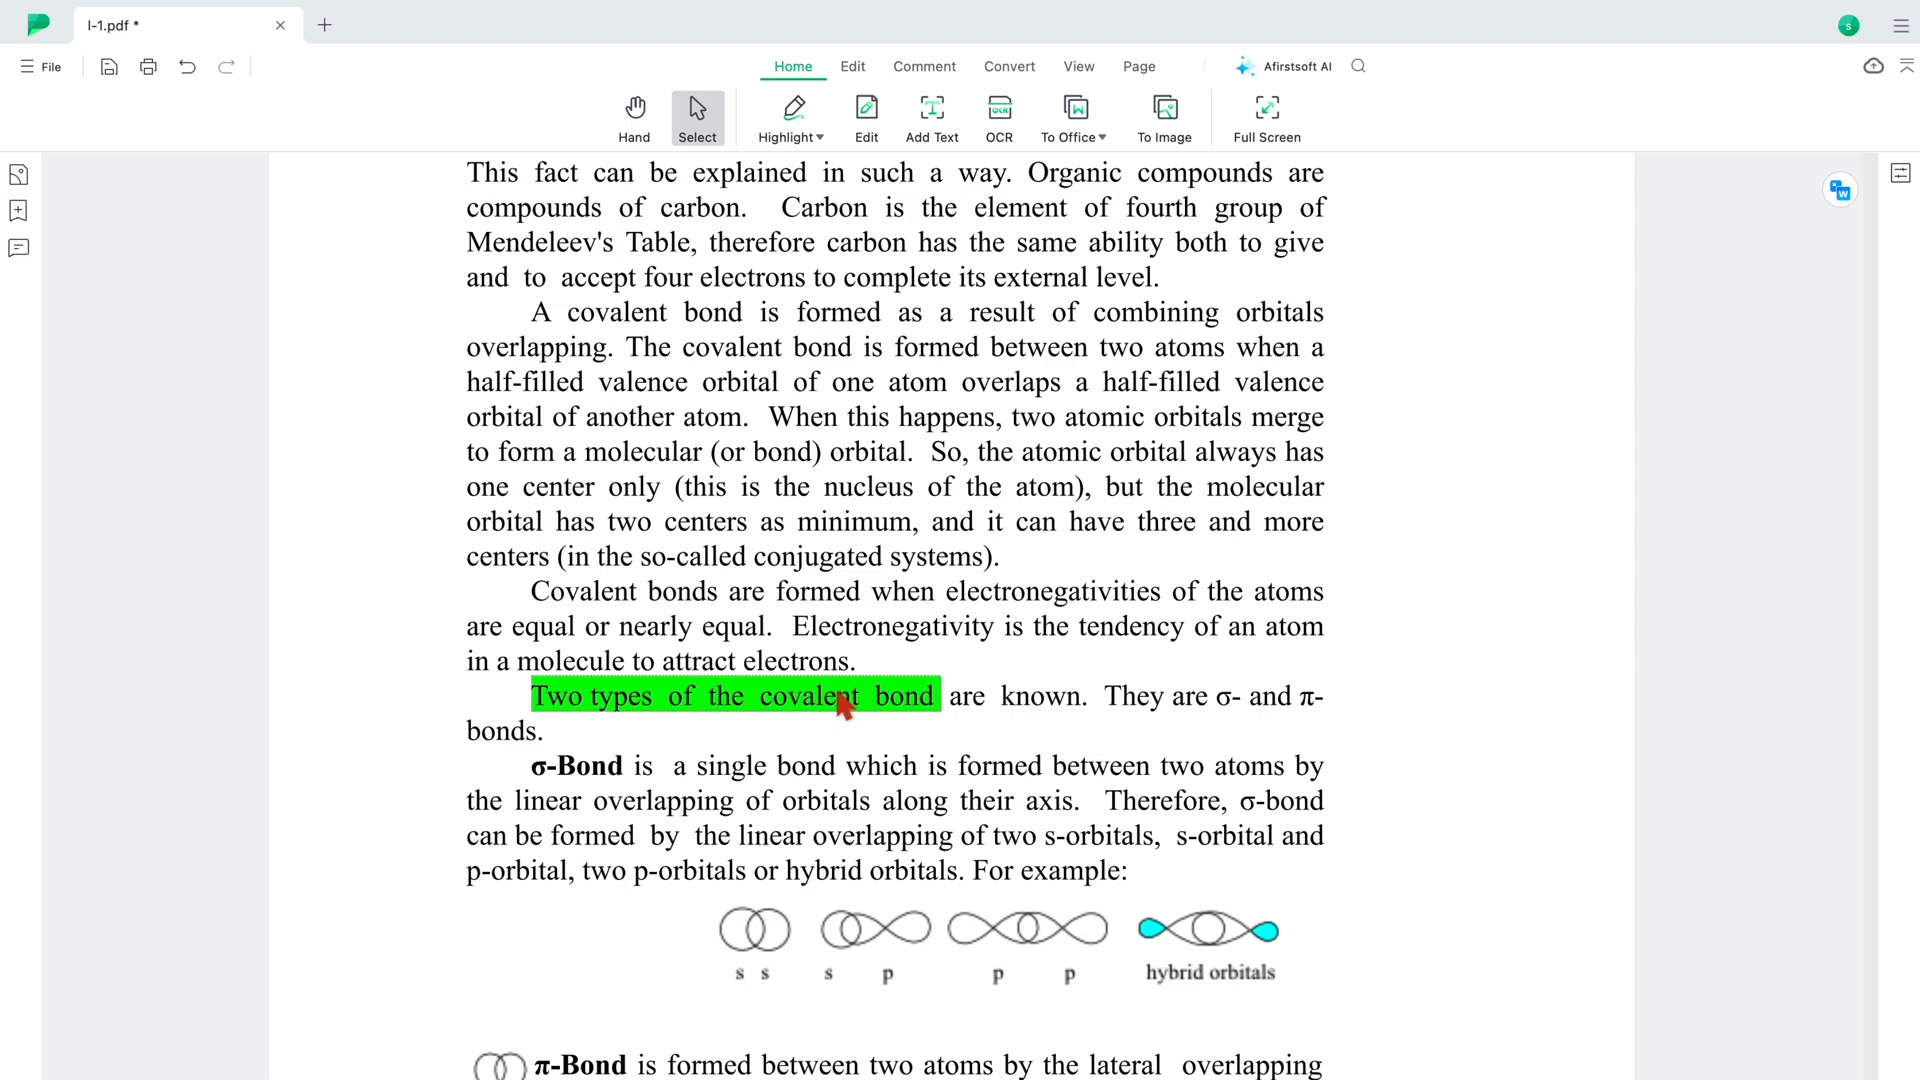 l-1.pdf *
s
File
Home Edit Comment Convert View Page Afirstsoft AI
Hand Select Highlight Edit Add Text OCR To Office To Image Full Screen
This fact can be explained in such a way. Organic compounds are
compounds of carbon. Carbon is the element of fourth group of
Mendeleev's Table, therefore carbon has the same ability both to give
and to accept four electrons to complete its external level.
A covalent bond is formed as a result of combining orbitals
overlapping. The covalent bond is formed between two atoms when a
half-filled valence orbital of one atom overlaps a half-filled valence
orbital of another atom. When this happens, two atomic orbitals merge
to form a molecular (or bond) orbital. So, the atomic orbital always has
one center only (this is the nucleus of the atom), but the molecular
orbital has two centers as minimum, and it can have three and more
centers (in the so-called conjugated systems).
Covalent bonds are formed when electronegativities of the atoms
are equal or nearly equal. Electronegativity is the tendency of an atom
in a molecule to attract electrons.
Two types of the covalent bond are known. They are σ- and π-
bonds.
σ-Bond is a single bond which is formed between two atoms by
the linear overlapping of orbitals along their axis. Therefore, σ-bond
can be formed by the linear overlapping of two s-orbitals, s-orbital and
p-orbital, two p-orbitals or hybrid orbitals. For example:
s s s p p p hybrid orbitals
π-Bond is formed between two atoms by the lateral overlapping